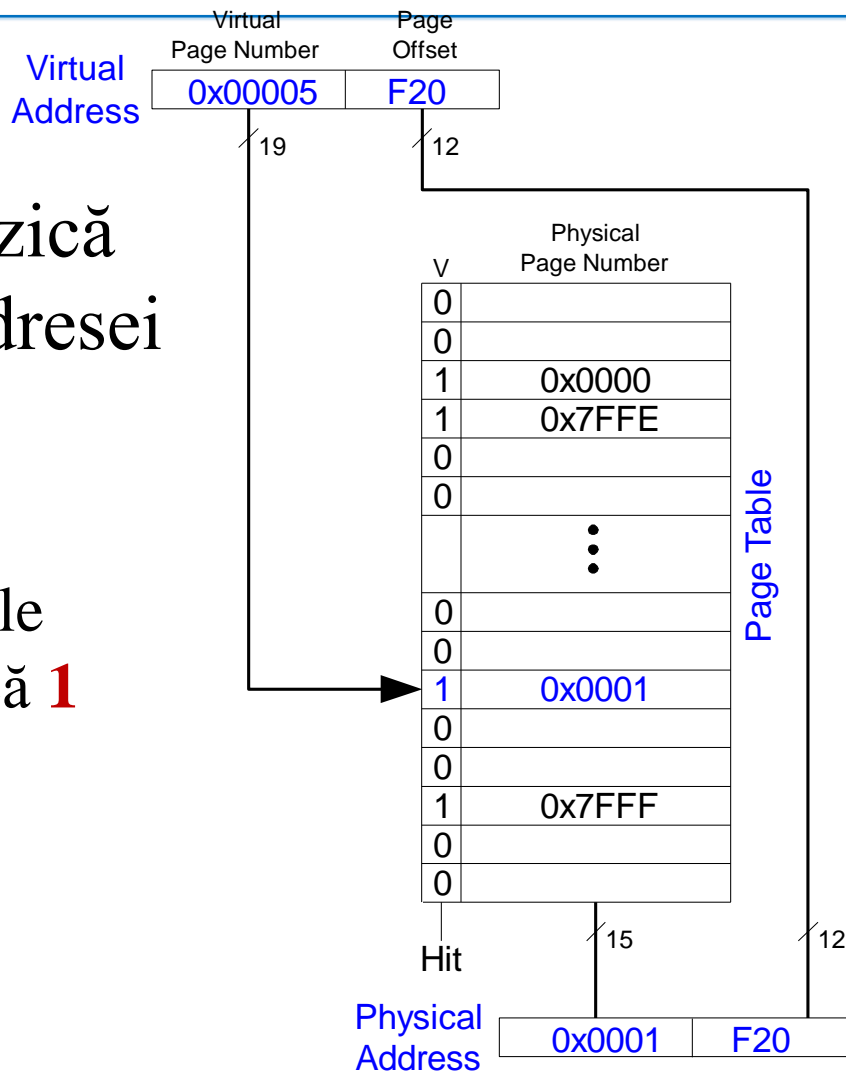 Virtual
Page Number
Page
Offset
Virtual
Address
0x00005
F20
19
12
zică
dresei
le
ă 1
V
Physical
Page Number
0
0
1
0x0000
1
0x7FFE
0
0
0
0
1
0x0001
0
0
1
0x7FFF
0
0
Page Table
Hit
15
12
Physical
Address
0x0001
F20